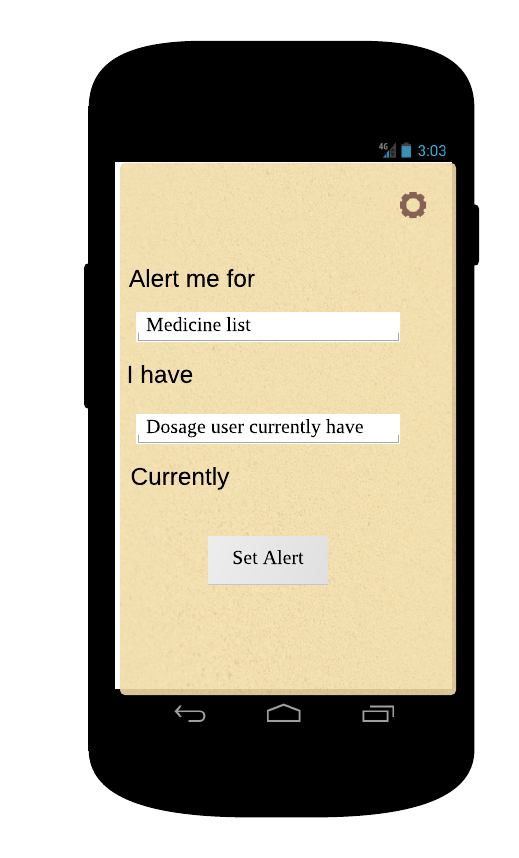 4G 3:03
Alert me for
Medicine list
I have
Dosage user currently have
Currently
Set Alert